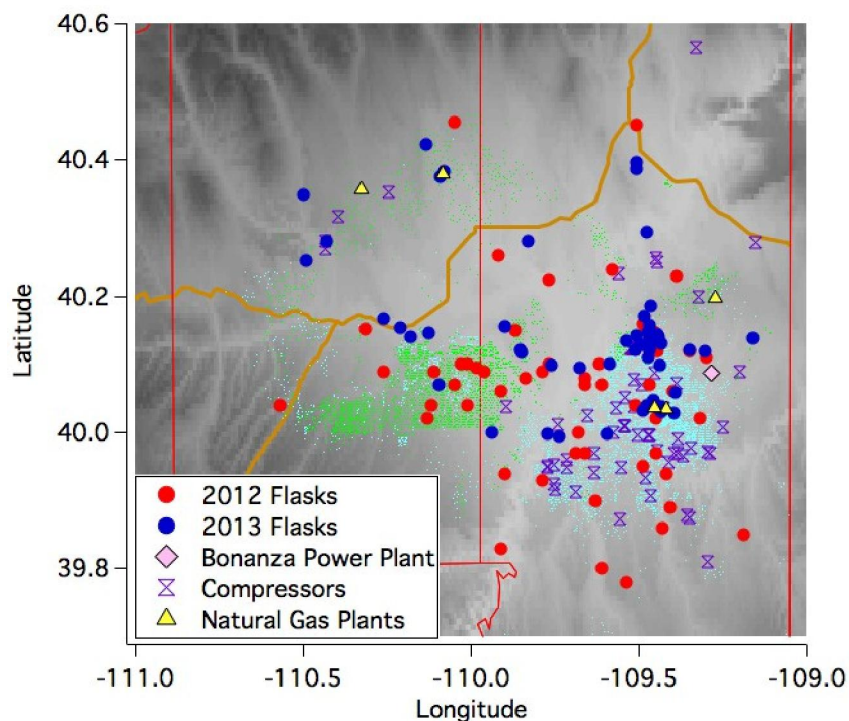 40.6
40.4
40.2
40.0
39.8
Latitude
2012 Flasks
2013 Flasks
Bonanza Power Plant
Compressors
Natural Gas Plants
-111.0 -110.5 -110.0 -109.5 -109.0
Longitude